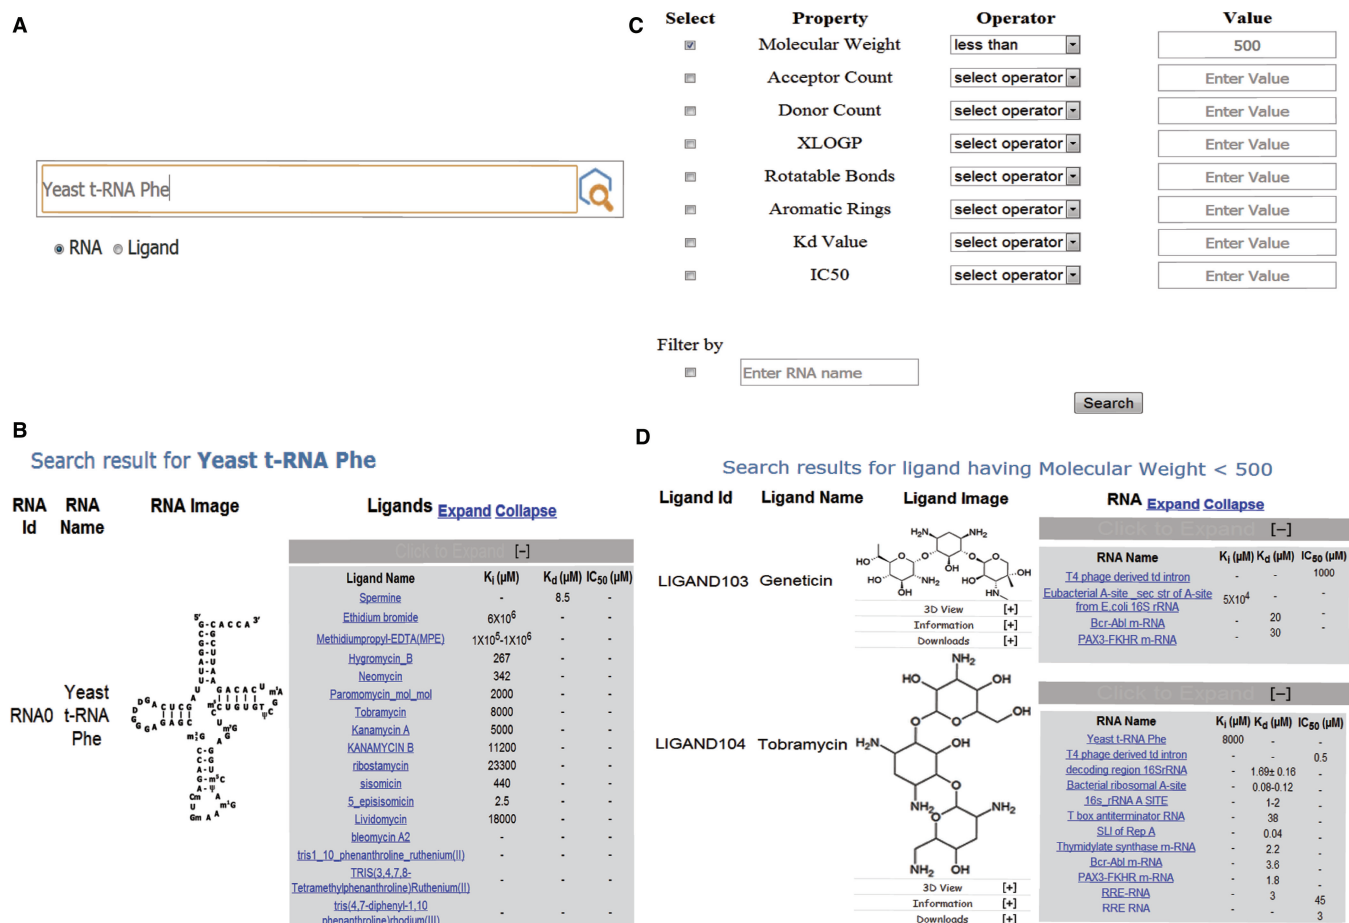 A
Yeast t-RNA Phe
RNA Ligand
C
Select Property Operator Value
Molecular Weight less than 500
Acceptor Count select operator Enter Value
Donor Count select operator Enter Value
XLOGP select operator Enter Value
Rotatable Bonds select operator Enter Value
Aromatic Rings select operator Enter Value
Kd Value select operator Enter Value
IC50 select operator Enter Value
Filter by
Enter RNA name
Search
B
Search result for Yeast t-RNA Phe
RNA Id RNA Name RNA Image Ligands Expand Collapse
Click to Expand [−]
Ligand Name Ki (µM) Kd (µM) IC50 (µM)
Spermine - 8.5 -
Ethidium bromide 6X10⁶ - -
Methidiumpropyl-EDTA(MPE) 1X10⁵-1X10⁶ - -
Hygromycin_B 267 - -
Neomycin 342 - -
Paromomycin_mol_mol 2000 - -
Tobramycin 8000 - -
Kanamycin A 5000 - -
KANAMYCIN B 11200 - -
ribostamycin 23300 - -
sisomicin 440 - -
5_episisomicin 2.5 - -
Lividomycin 18000 - -
bleomycin A2 - - -
tris1_10_phenanthroline_ruthenium(II) - - -
TRIS(3,4,7,8-
Tetramethylphenanthroline)Ruthenium(II) - - -
tris(4,7-diphenyl-1,10
phenanthroline)rhodium(III) - - -
RNA0 Yeast
t-RNA
Phe
5' 3'
D
Search results for ligand having Molecular Weight < 500
Ligand Id Ligand Name Ligand Image RNA Expand Collapse
Click to Expand [−]
RNA Name Ki (µM) Kd (µM) IC50 (µM)
T4 phage derived td intron - - 1000
Eubacterial A-site _sec str of A-site
from E.coli 16S rRNA 5X10⁴ - -
Bcr-Abl m-RNA - 20 -
PAX3-FKHR m-RNA - 30 -
LIGAND103 Geneticin
3D View [+]
Information [+]
Downloads [+]
Click to Expand [−]
RNA Name Ki (µM) Kd (µM) IC50 (µM)
Yeast t-RNA Phe 8000 - -
T4 phage derived td intron - - 0.5
decoding region 16SrRNA - 1.69± 0.16 -
Bacterial ribosomal A-site - 0.08-0.12 -
16s_rRNA A SITE - 1-2 -
T box antiterminator RNA - 38 -
SLI of Rep A - 0.04 -
Thymidylate synthase m-RNA - 2.2 -
Bcr-Abl m-RNA - 3.6 -
PAX3-FKHR m-RNA - 1.8 -
RRE-RNA - 3 45
RRE RNA 3
LIGAND104 Tobramycin
3D View [+]
Information [+]
Downloads [+]